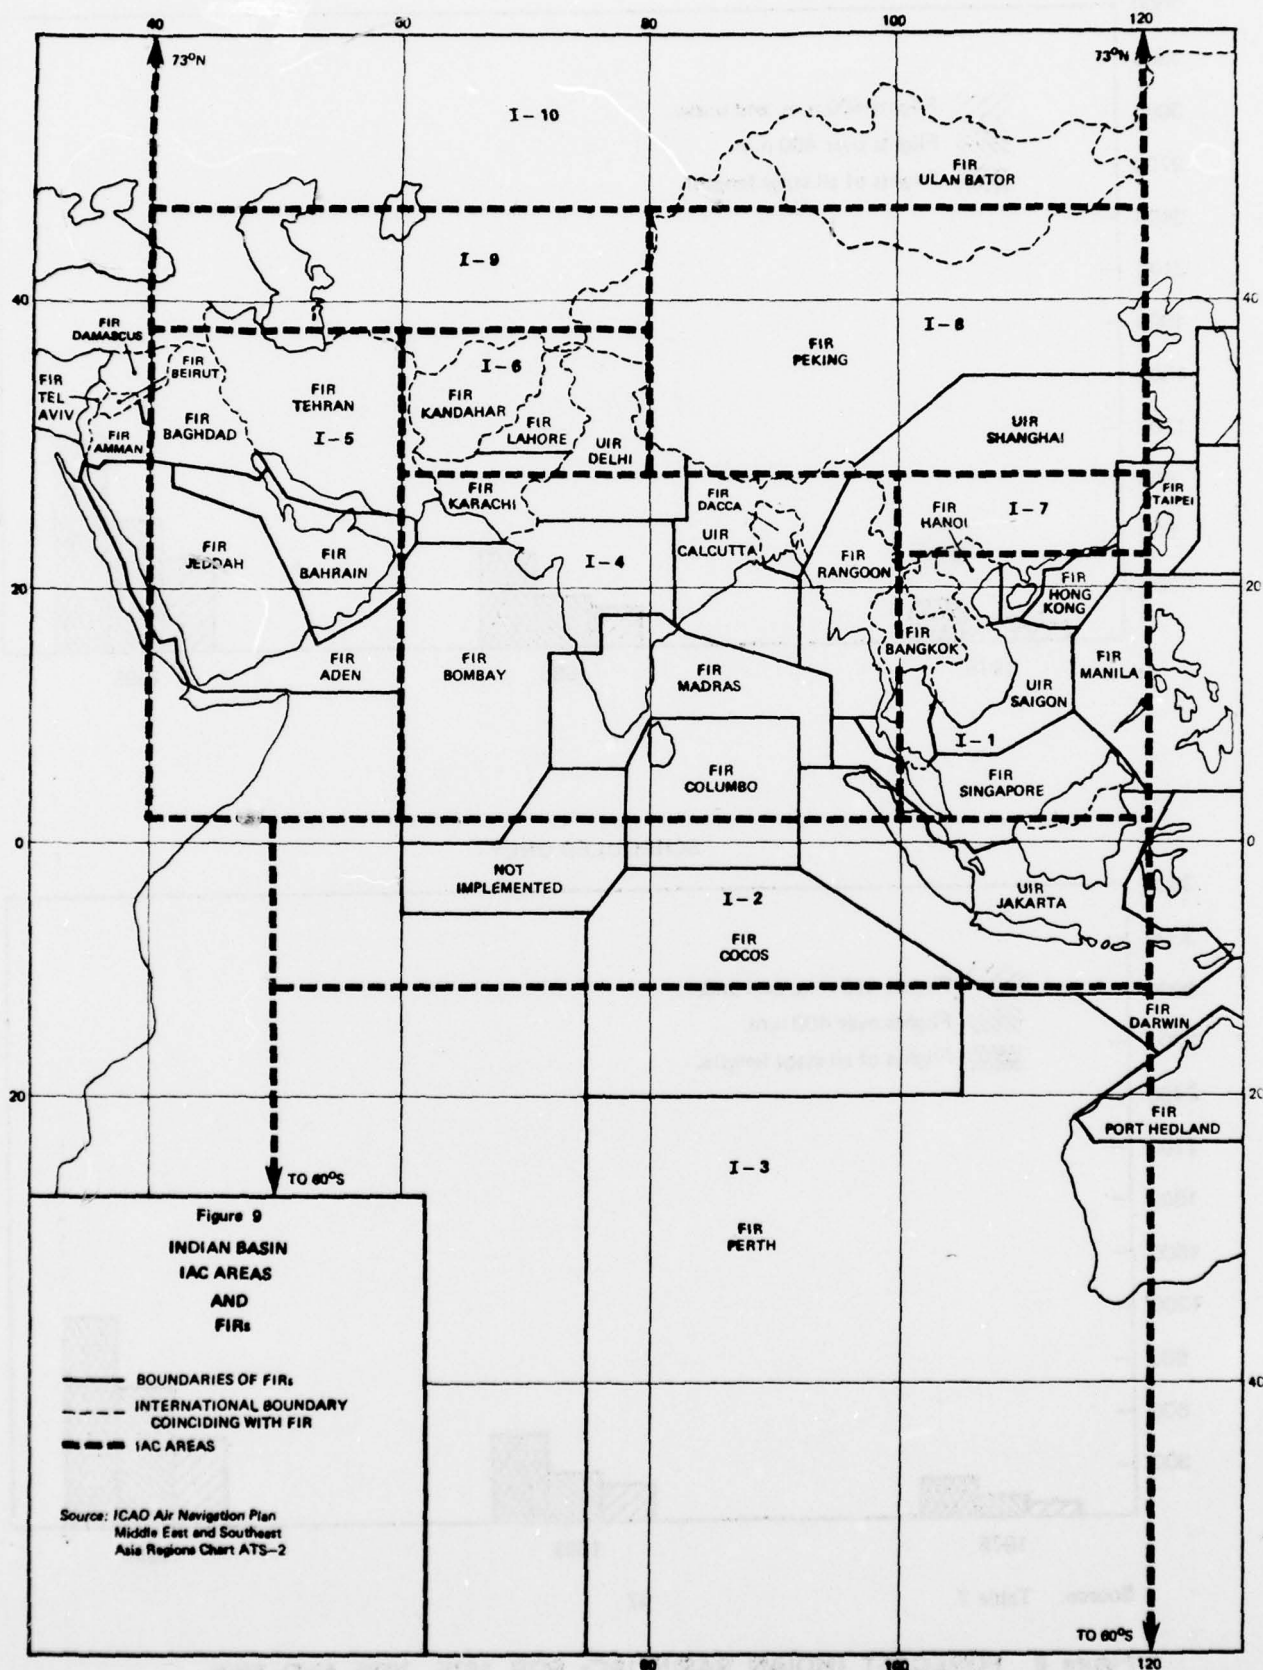 40 60 80 100 120
73ºN
73ºN
I-10
FIR
ULAN BATOR
I-9
40
40
FIR
DAMASCUS
I-8
FIR
PEKING
FIR
BEIRUT
I-6
FIR
TEL
AVIV
FIR
TEHRAN
FIR
KANDAHAR
FIR
BAGHDAD
FIR
LAHORE
UIR
SHANGHAI
FIR
AMMAN
I-5
UIR
DELHI
FIR
KARACHI
FIR
DACCA
FIR
HANOI
I-7
FIR
TAIPEI
UIR
CALCUTTA
FIR
JEDDAH
FIR
BAHRAIN
I-4
FIR
RANGOON
FIR
HONG
KONG
20
20
FIR
BANGKOK
FIR
ADEN
FIR
BOMBAY
FIR
MADRAS
FIR
MANILA
UIR
SAIGON
I-1
FIR
COLUMBO
FIR
SINGAPORE
0
0
NOT
IMPLEMENTED
I-2
UIR
JAKARTA
FIR
COCOS
FIR
DARWIN
20
20
FIR
PORT HEDLAND
I-3
TO 60ºS
FIR
PERTH
Figure 9
INDIAN BASIN
IAC AREAS
AND
FIRs
BOUNDARIES OF FIRs
INTERNATIONAL BOUNDARY
COINCIDING WITH FIR
IAC AREAS
40
Source: ICAO Air Navigation Plan
Middle East and Southeast
Asia Regions Chart ATS-2
TO 60ºS
80 100 120